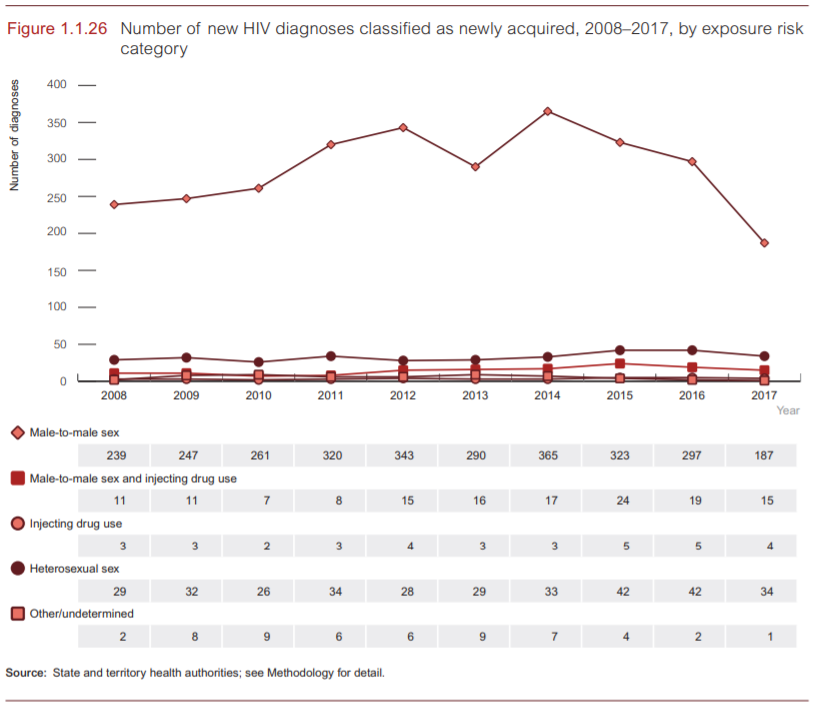 Figure 1.1.26 Number of new HIV diagnoses classified as newly acquired, 2008–2017, by exposure risk
category
Number of diagnoses
400
350
300
250
200
150
100
50
0
2008 2009 2010 2011 2012 2013 2014 2015 2016 2017
Year
Male-to-male sex
239 247 261 320 343 290 365 323 297 187
Male-to-male sex and injecting drug use
11 11 7 8 15 16 17 24 19 15
Injecting drug use
3 3 2 3 4 3 3 5 5 4
Heterosexual sex
29 32 26 34 28 29 33 42 42 34
Other/undetermined
2 8 9 6 6 9 7 4 2 1
Source: State and territory health authorities; see Methodology for detail.